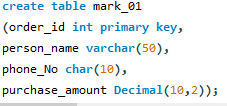 create table mark_01
(order_id int primary key,
person_name varchar(50),
phone_No char(10),
purchase_amount Decimal(10,2));